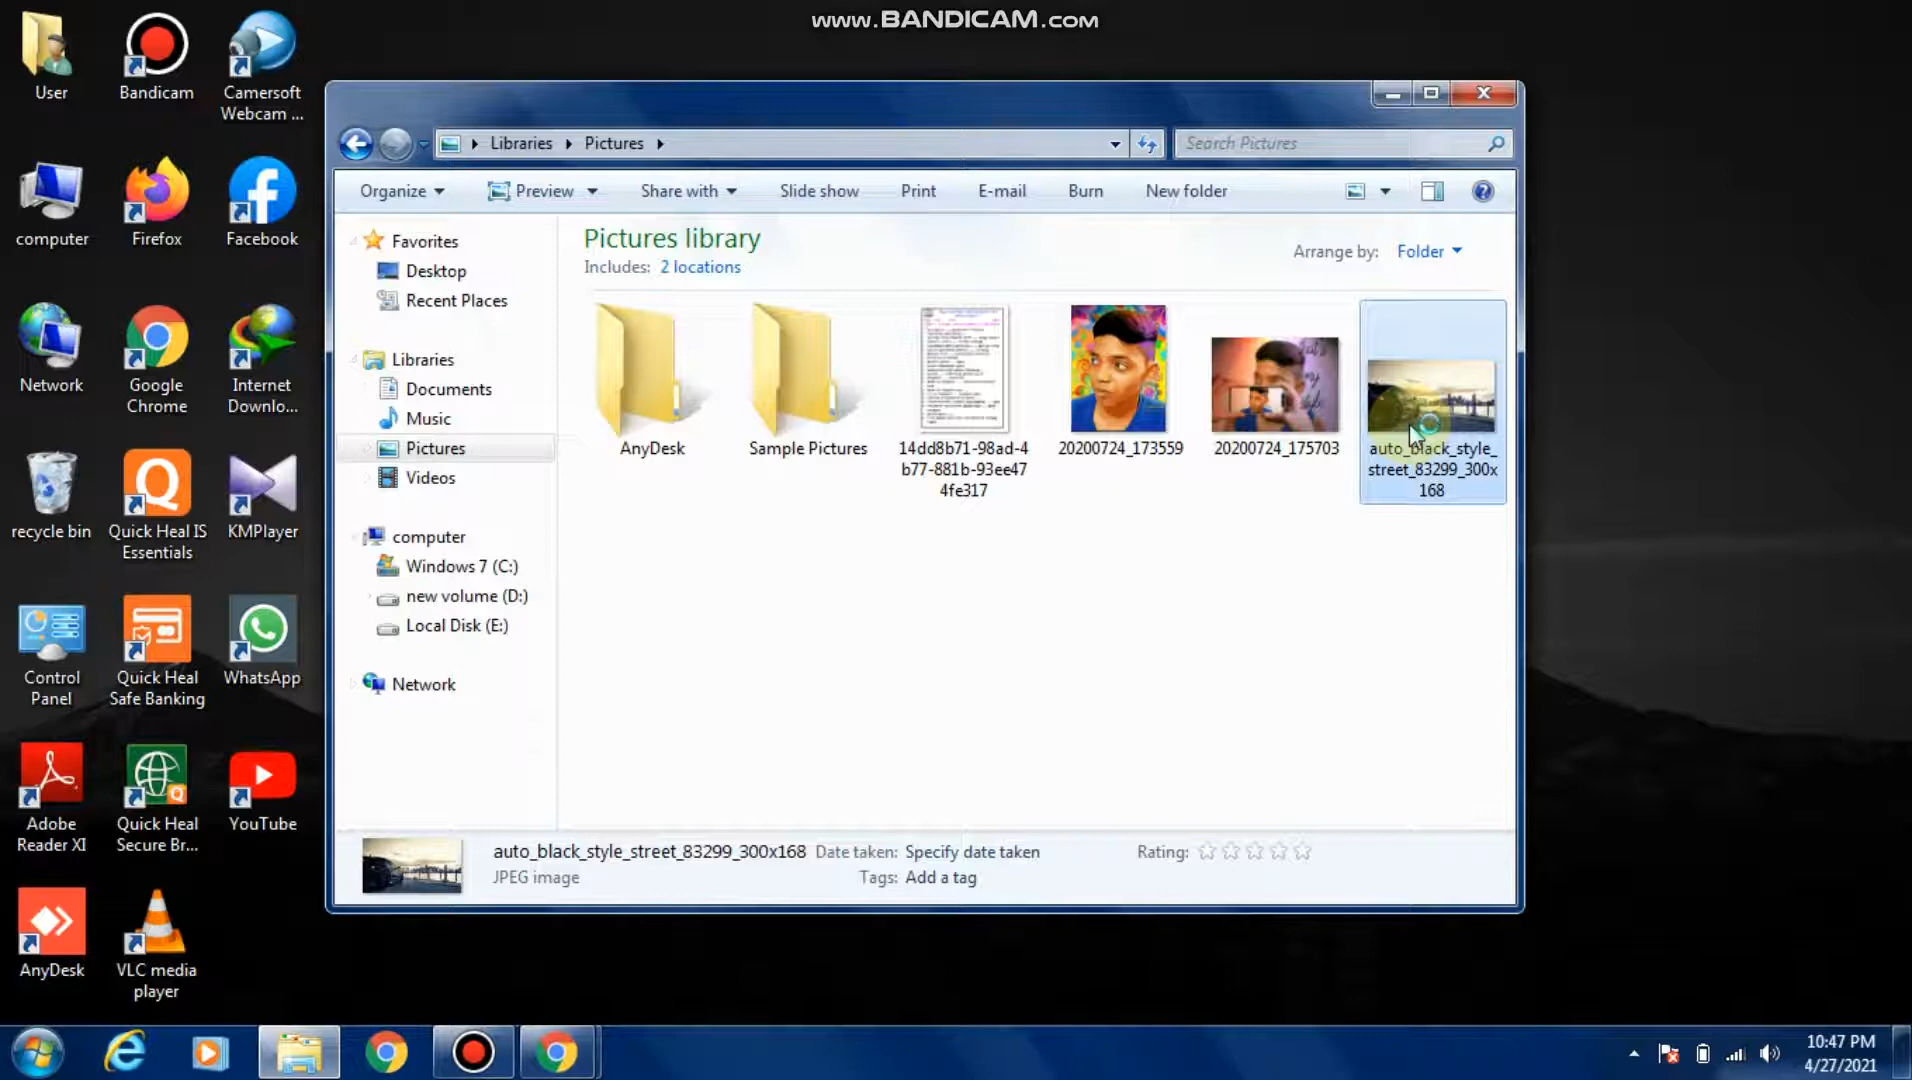 www.BANDICAM.com
User
Bandicam
Camersoft
Webcam ...
computer
Firefox
Facebook
Network
Google
Chrome
Internet
Downlo...
recycle bin
Quick Heal IS
Essentials
KMPlayer
Control
Panel
Quick Heal
Safe Banking
WhatsApp
Adobe
Reader XI
Quick Heal
Secure Br...
YouTube
AnyDesk
VLC media
player
Libraries
Pictures
Search Pictures
Organize
Preview
Share with
Slide show
Print
E-mail
Burn
New folder
Favorites
Desktop
Recent Places
Libraries
Documents
Music
Pictures
Videos
computer
Windows 7 (C:)
new volume (D:)
Local Disk (E:)
Network
Pictures library
Includes: 2 locations
Arrange by: Folder
AnyDesk
Sample Pictures
14dd8b71-98ad-4
b77-881b-93ee47
4fe317
20200724_173559
20200724_175703
auto_black_style_
street_83299_300x
168
auto_black_style_street_83299_300x168
JPEG image
Date taken: Specify date taken
Tags: Add a tag
Rating:
10:47 PM
4/27/2021